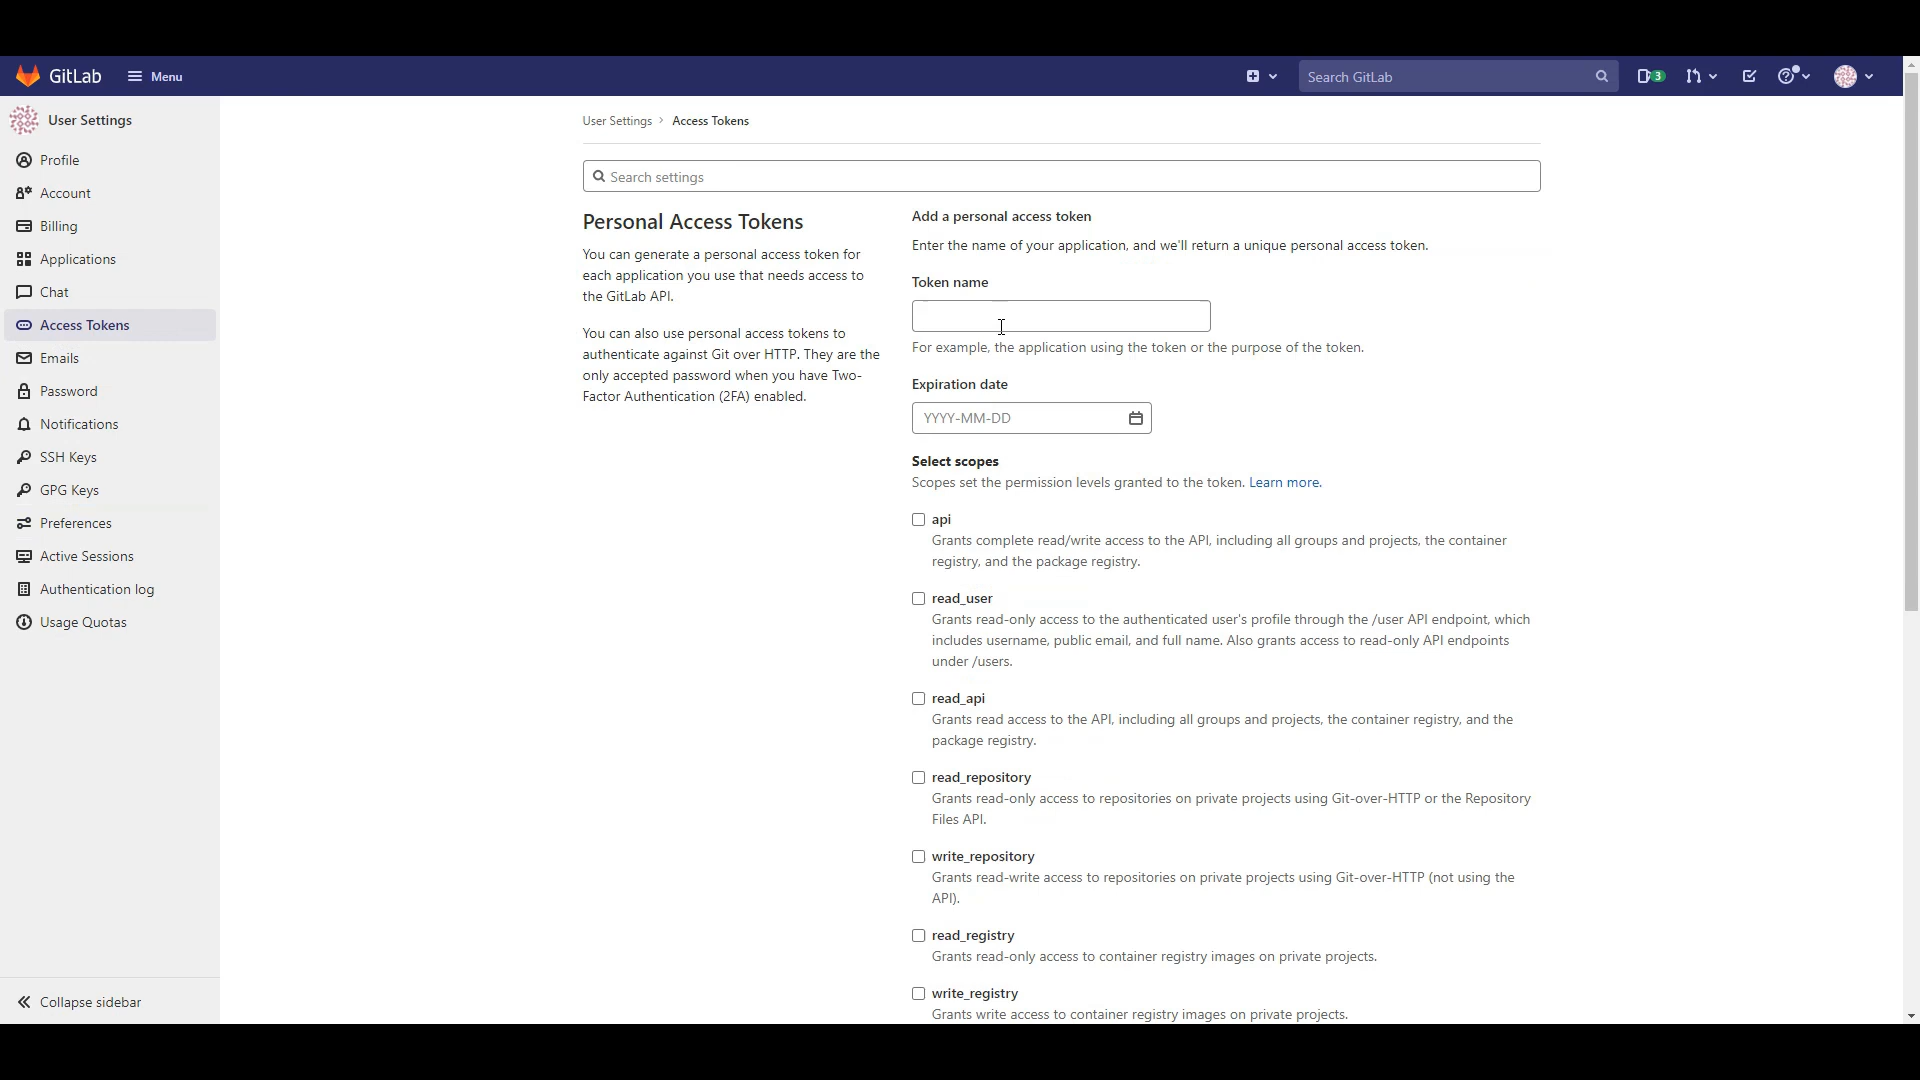 GitLab
Menu
Search GitLab
3
User Settings
Profile
Account
Billing
Applications
Chat
Access Tokens
Emails
Password
Notifications
SSH Keys
GPG Keys
Preferences
Active Sessions
Authentication log
Usage Quotas
Collapse sidebar
User Settings › Access Tokens
Search settings
Personal Access Tokens
You can generate a personal access token for
each application you use that needs access to
the GitLab API.
You can also use personal access tokens to
authenticate against Git over HTTP. They are the
only accepted password when you have Two-
Factor Authentication (2FA) enabled.
Add a personal access token
Enter the name of your application, and we'll return a unique personal access token.
Token name
For example, the application using the token or the purpose of the token.
Expiration date
YYYY-MM-DD
Select scopes
Scopes set the permission levels granted to the token. Learn more.
api
Grants complete read/write access to the API, including all groups and projects, the container
registry, and the package registry.
read_user
Grants read-only access to the authenticated user's profile through the /user API endpoint, which
includes username, public email, and full name. Also grants access to read-only API endpoints
under /users.
read_api
Grants read access to the API, including all groups and projects, the container registry, and the
package registry.
read_repository
Grants read-only access to repositories on private projects using Git-over-HTTP or the Repository
Files API.
write_repository
Grants read-write access to repositories on private projects using Git-over-HTTP (not using the
API).
read_registry
Grants read-only access to container registry images on private projects.
write_registry
Grants write access to container registry images on private projects.